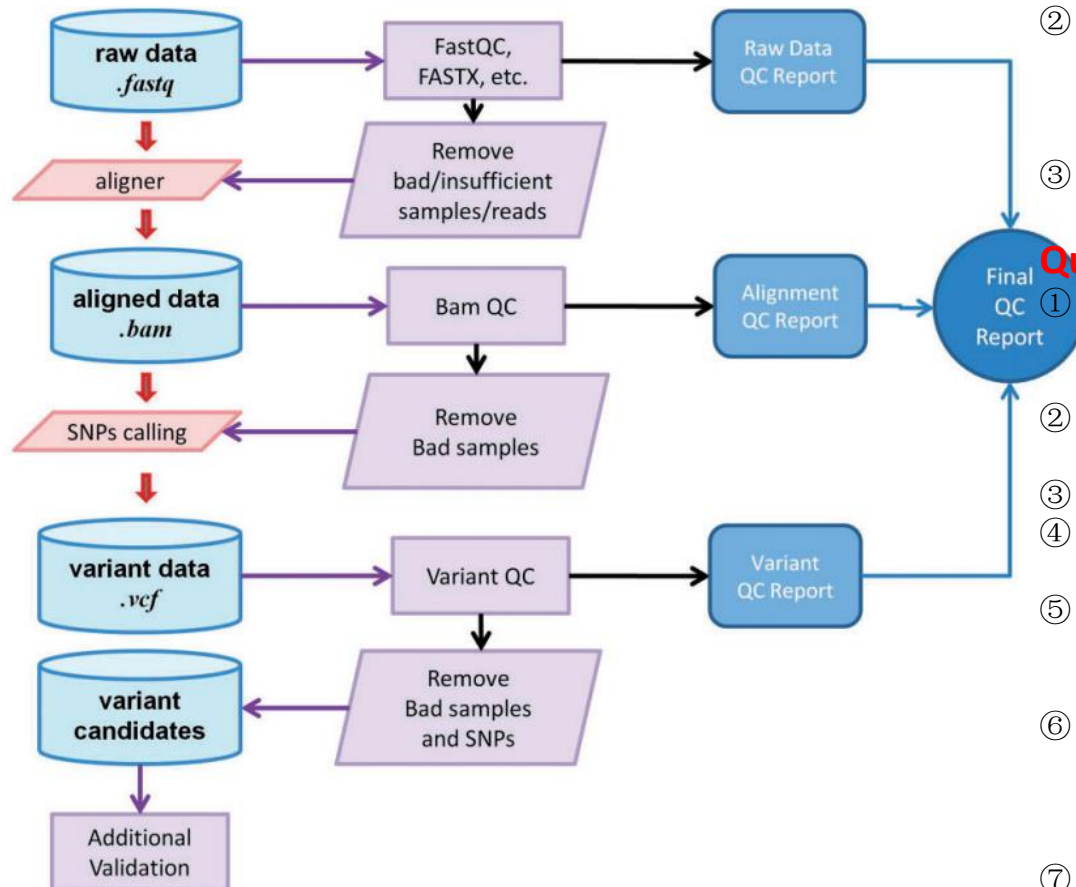 raw data
.fastq
FastQC,
FASTX, etc.
Raw Data
QC Report
②
aligner
Remove
bad/insufficient
samples/reads
③
aligned data
.bam
Bam QC
Alignment
QC Report
Final
QC
Report
Qu
①
SNPs calling
Remove
Bad samples
②
③
④
variant data
.vcf
Variant QC
Variant
QC Report
⑤
variant
candidates
Remove
Bad samples
and SNPs
⑥
Additional
Validation
⑦